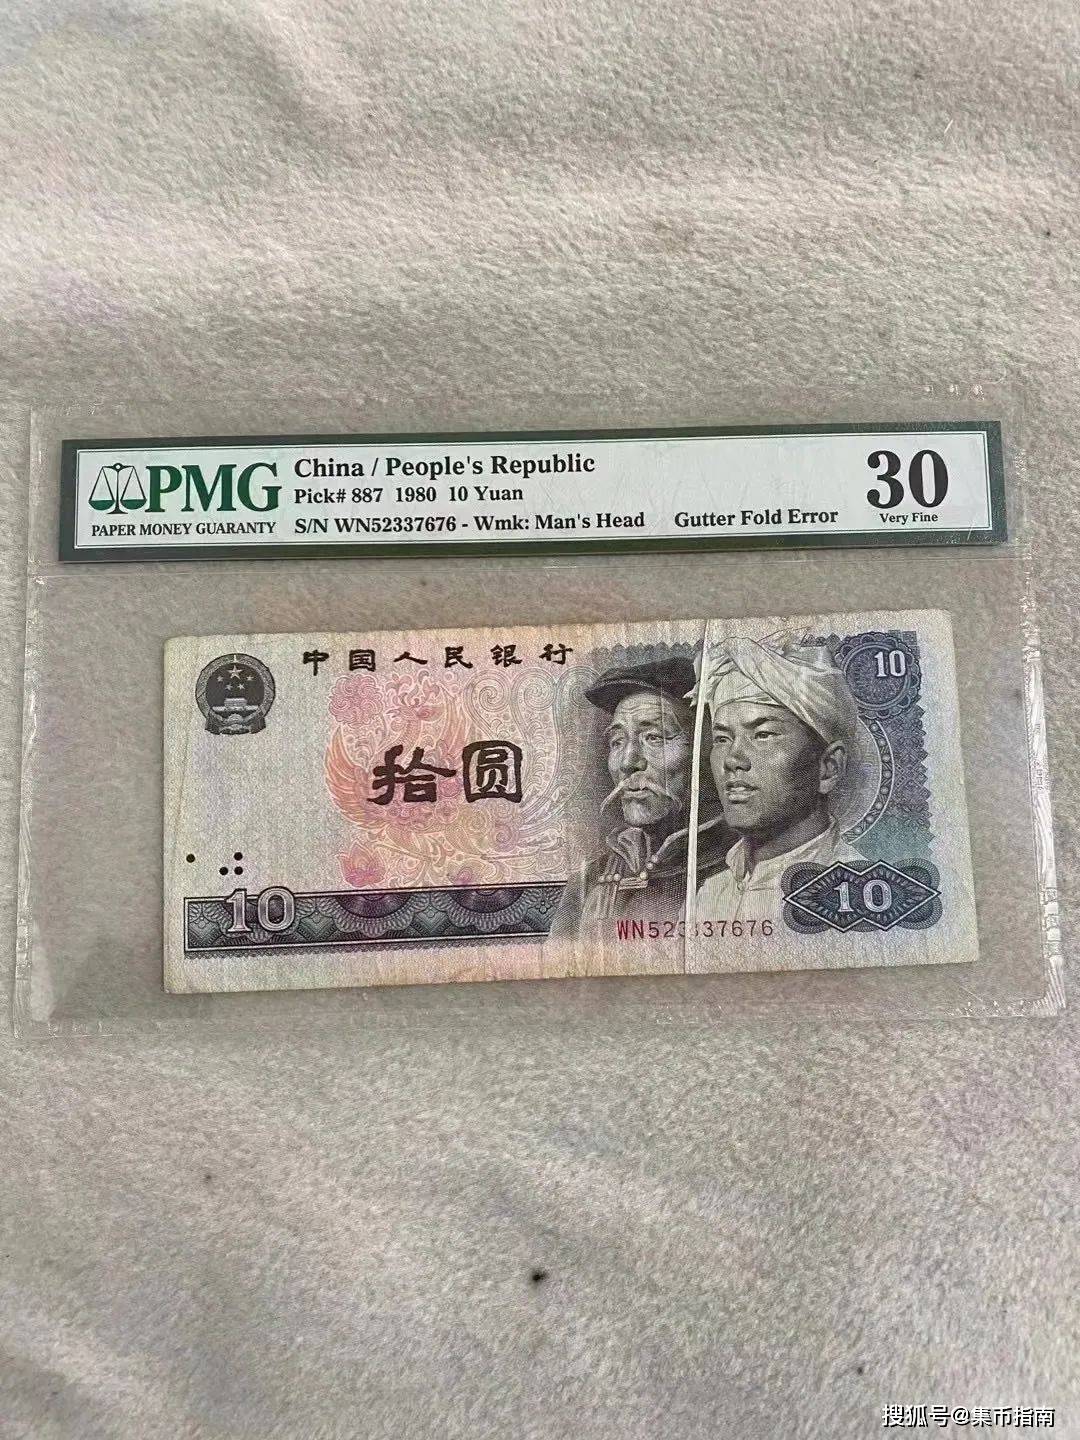 PMG
PAPER MONEY GUARANTY
China / People's Republic
Pick# 887 1980 10 Yuan
S/N WN52337676 - Wmk: Man's Head
Gutter Fold Error
30
Very Fine
中国人民银行
10
拾圆
10
10
WN52337676
搜狐号@集币指南